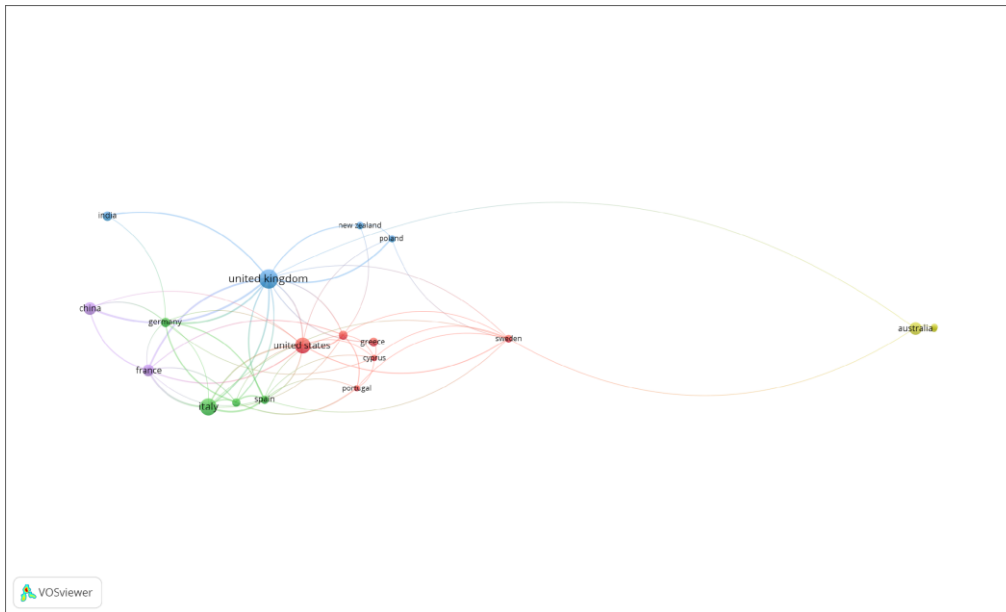 india
new zealand
poland
united kingdom
china
germany
australia
sweden
greece
united states
cyprus
france
portugal
spain
italy
VOSviewer